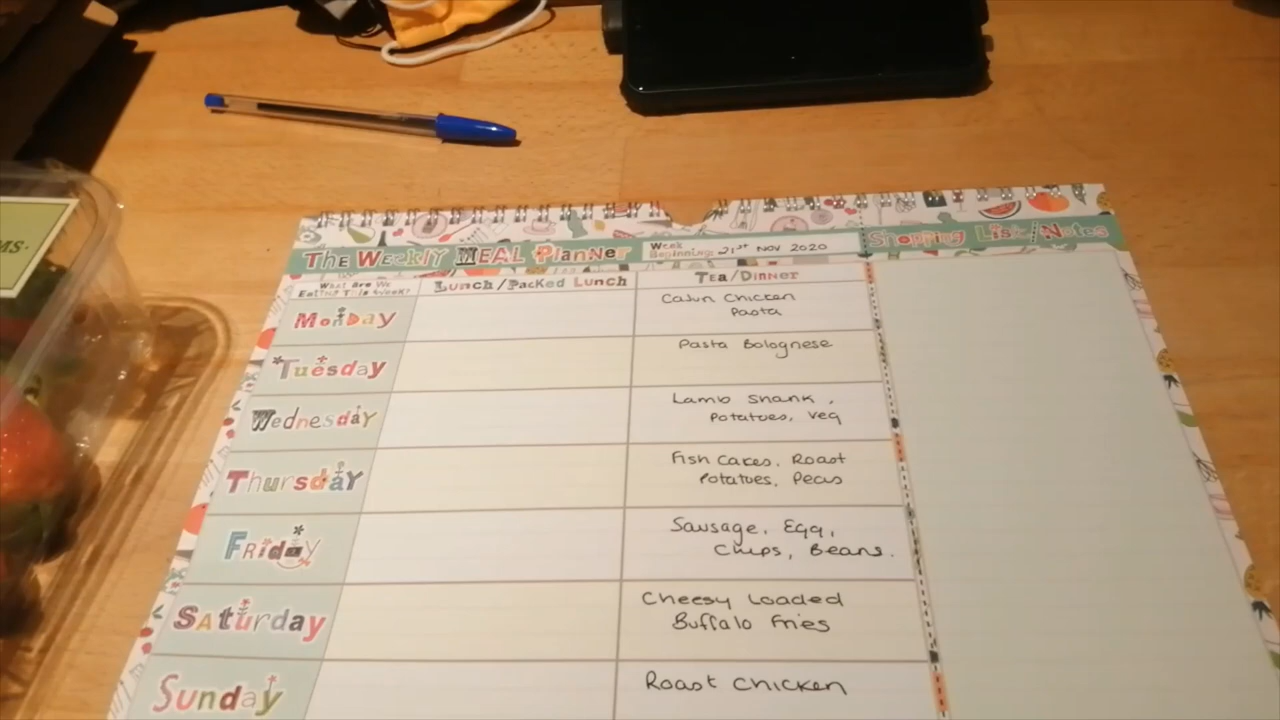 MS·
THE WEEKLY MEAL PLANNER
Week Beginning: 21st NOV 2020
Shopping List/Notes
What Are We Eating This Week?
Lunch/Packed Lunch
Tea/Dinner
Monday
Cajun Chicken
Pasta
Tuesday
Pasta Bolognese
Wednesday
Lamb Shank,
Potatoes, Veg
Thursday
Fish Cakes, Roast
Potatoes, Peas
Friday
Sausage, Egg,
Chips, Beans.
Saturday
Cheesy Loaded
Buffalo Fries
Sunday
Roast Chicken